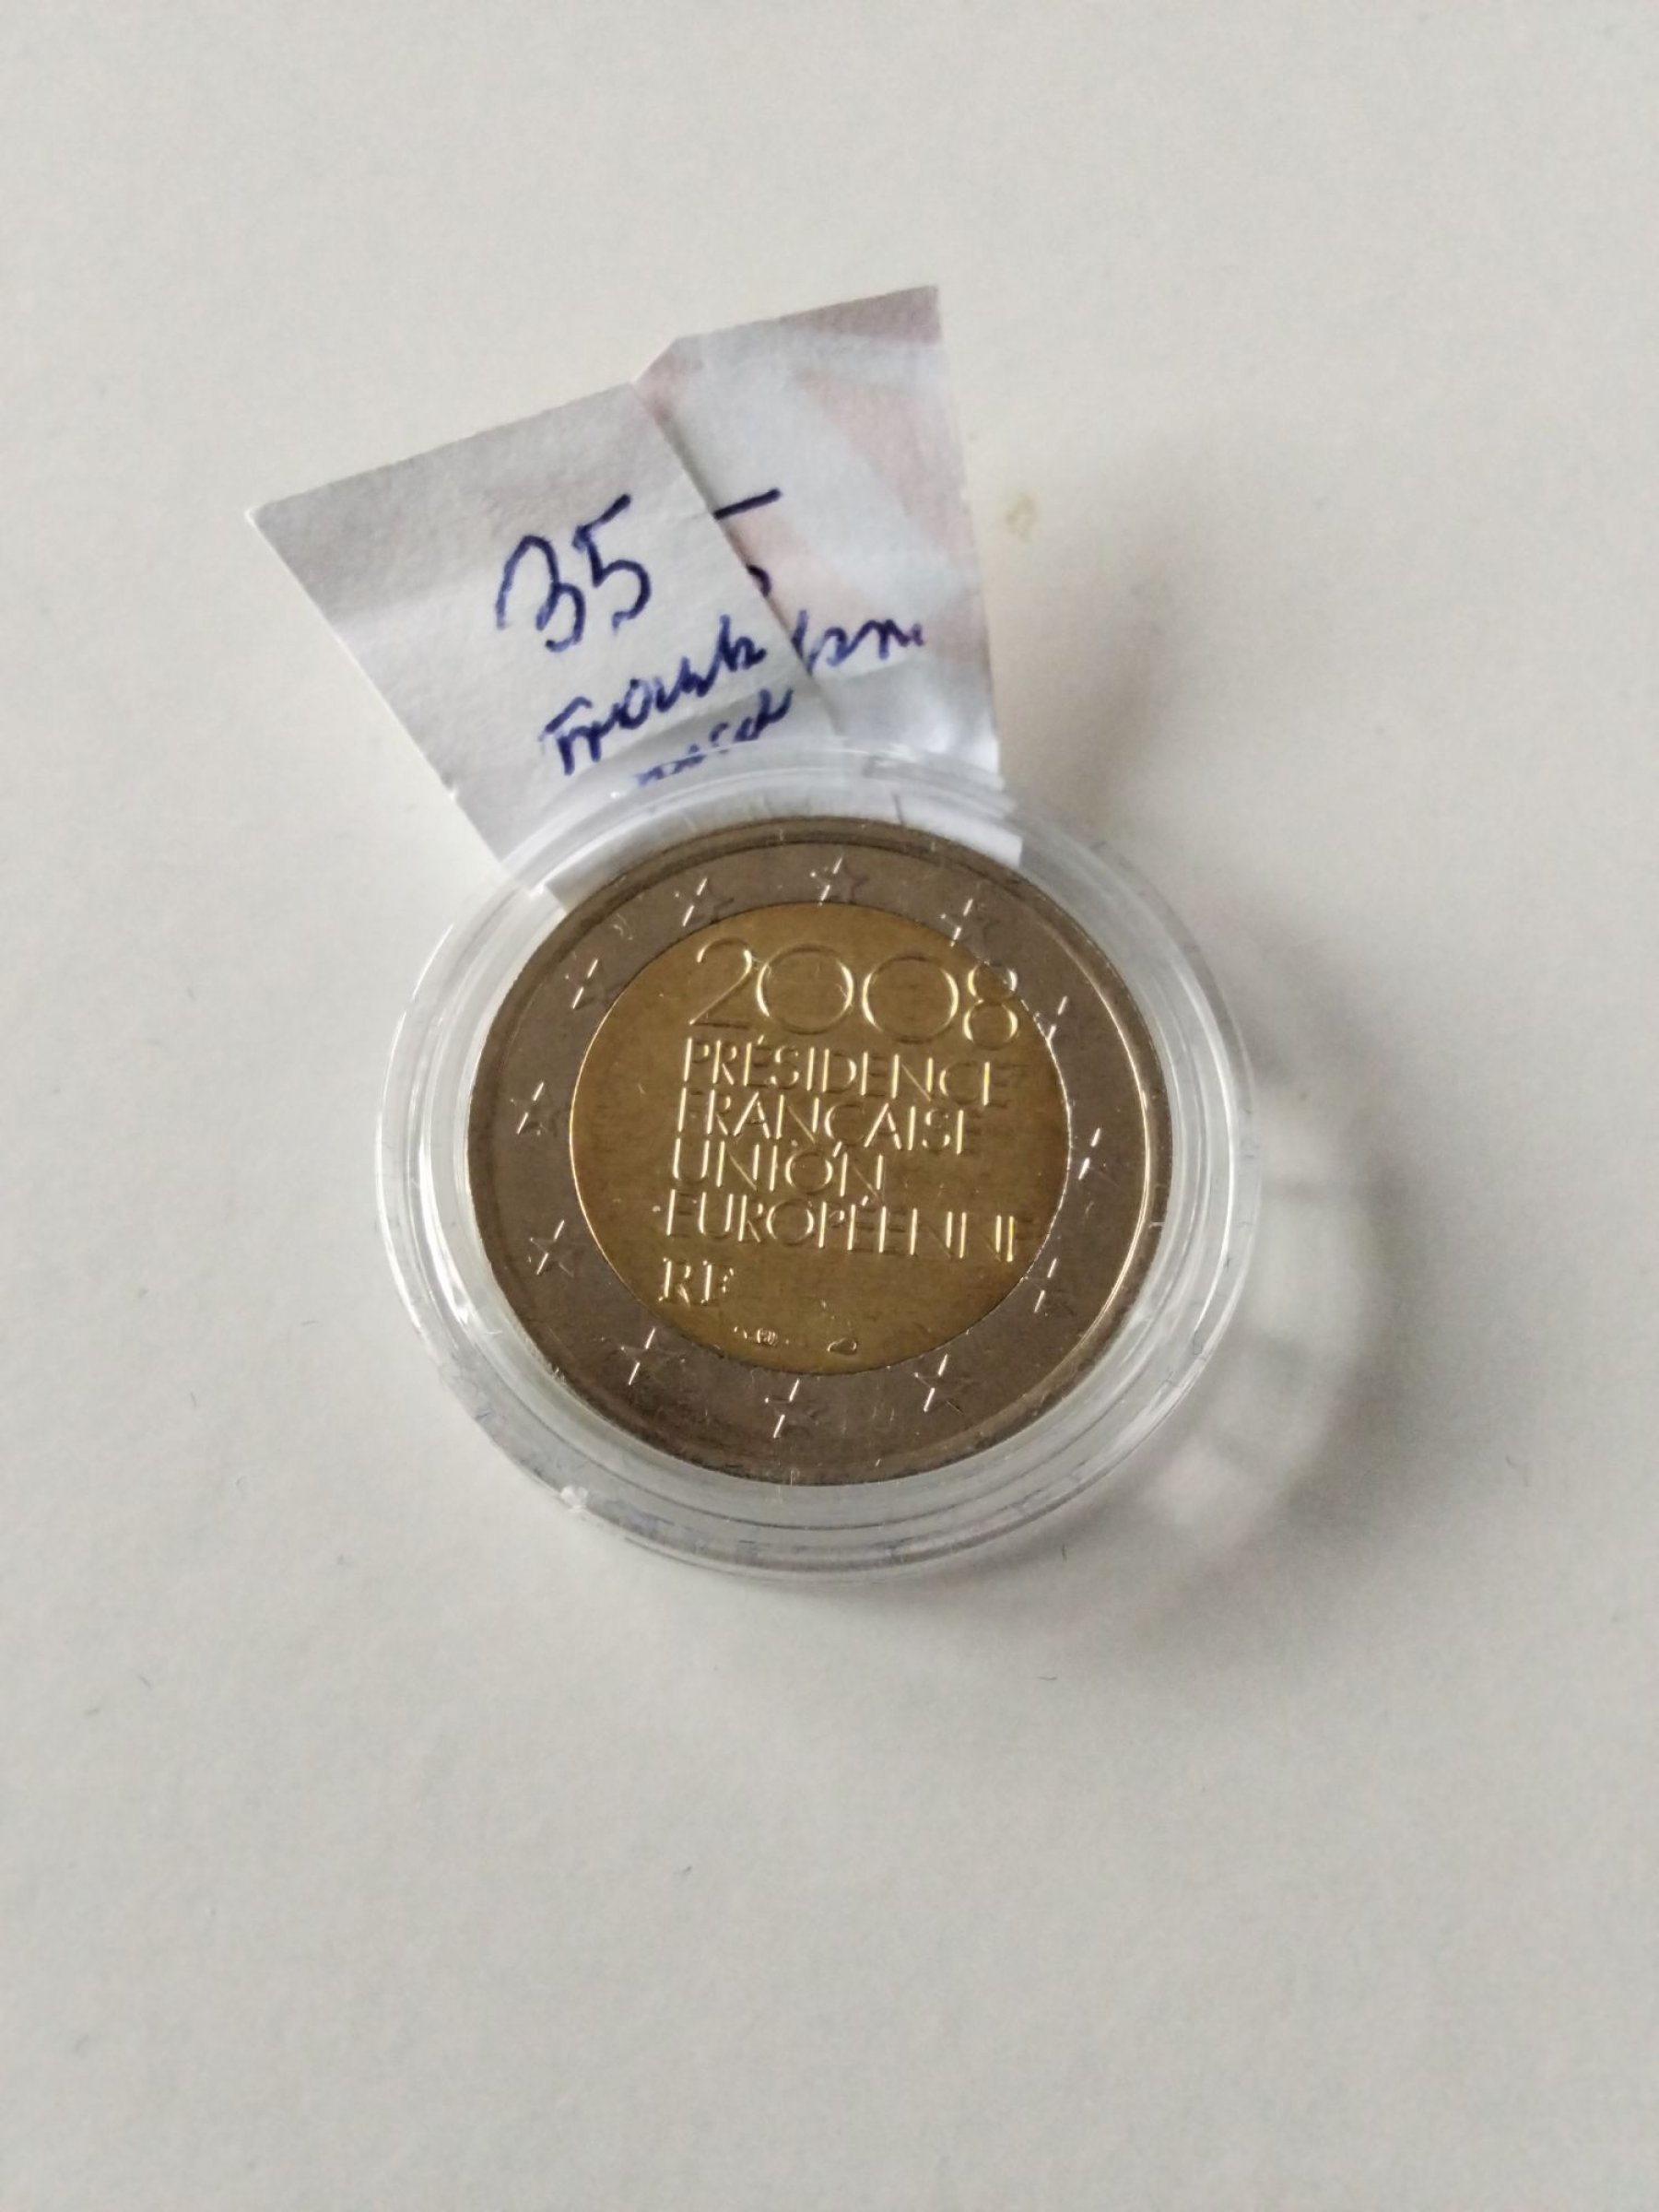 35
2008
PRÉSIDENCE
FRANÇAISE
UNION
EUROPÉENNE
RF